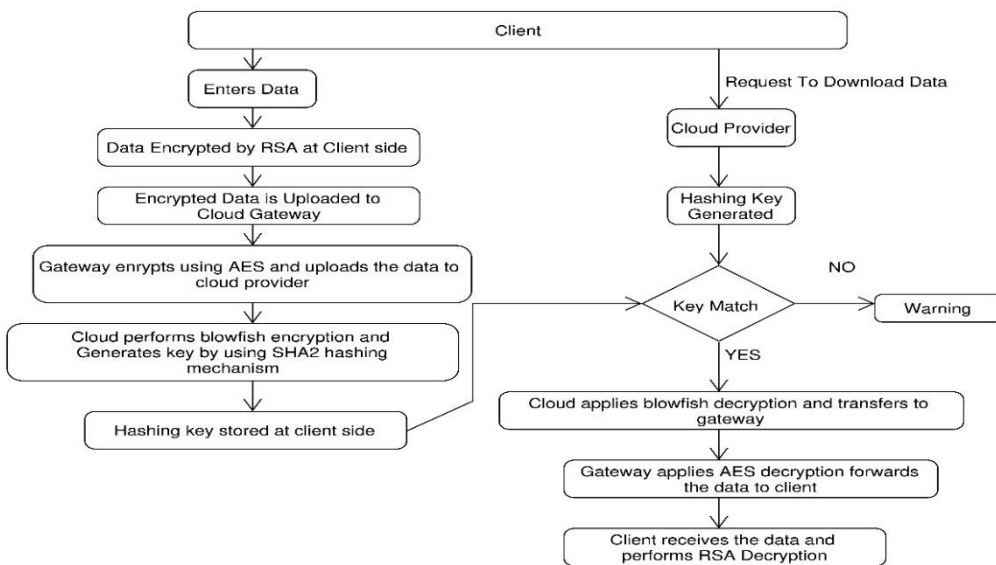 Client
Enters Data
Data Encrypted by RSA at Client side
Encrypted Data is Uploaded to
Cloud Gateway
Gateway enrypts using AES and uploads the data to
cloud provider
Cloud performs blowfish encryption and
Generates key by using SHA2 hashing
mechanism
Hashing key stored at client side
Request To Download Data
Cloud Provider
Hashing Key
Generated
Key Match
NO
Warning
YES
Cloud applies blowfish decryption and transfers to
gateway
Gateway applies AES decryption forwards
the data to client
Client receives the data and
performs RSA Decryption